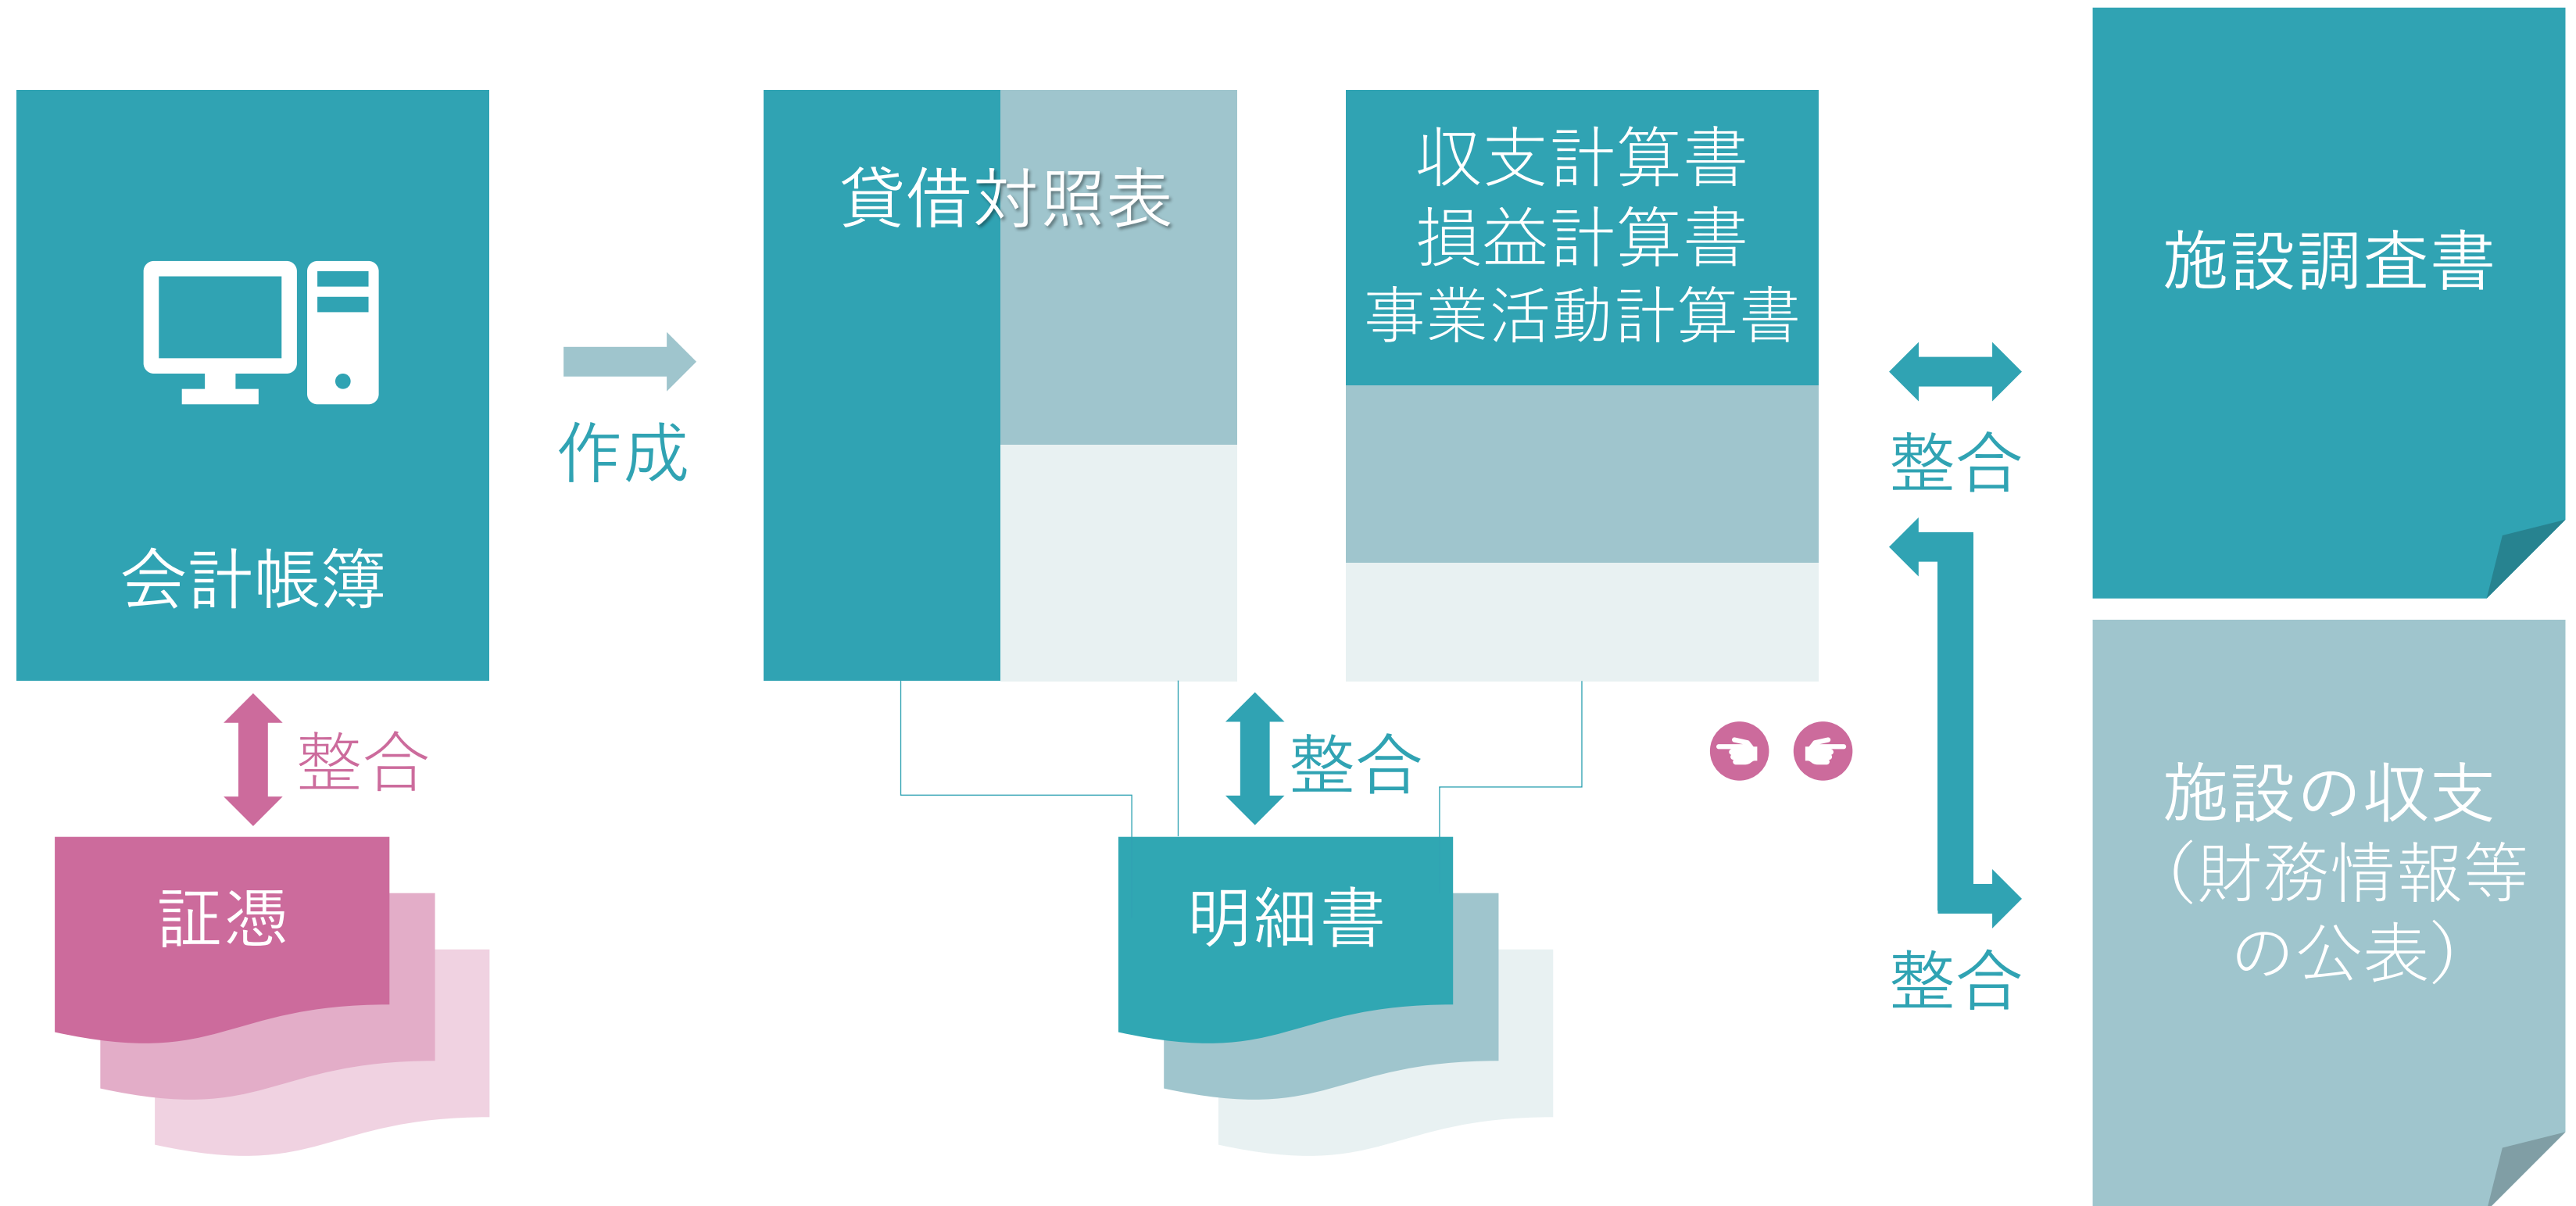 会計帳簿
整合
証憑
作成
貸借対照表
収支計算書
損益計算書
事業活動計算書
整合
明細書
整合
整合
施設調査書
施設の収支
（財務情報等
の公表）